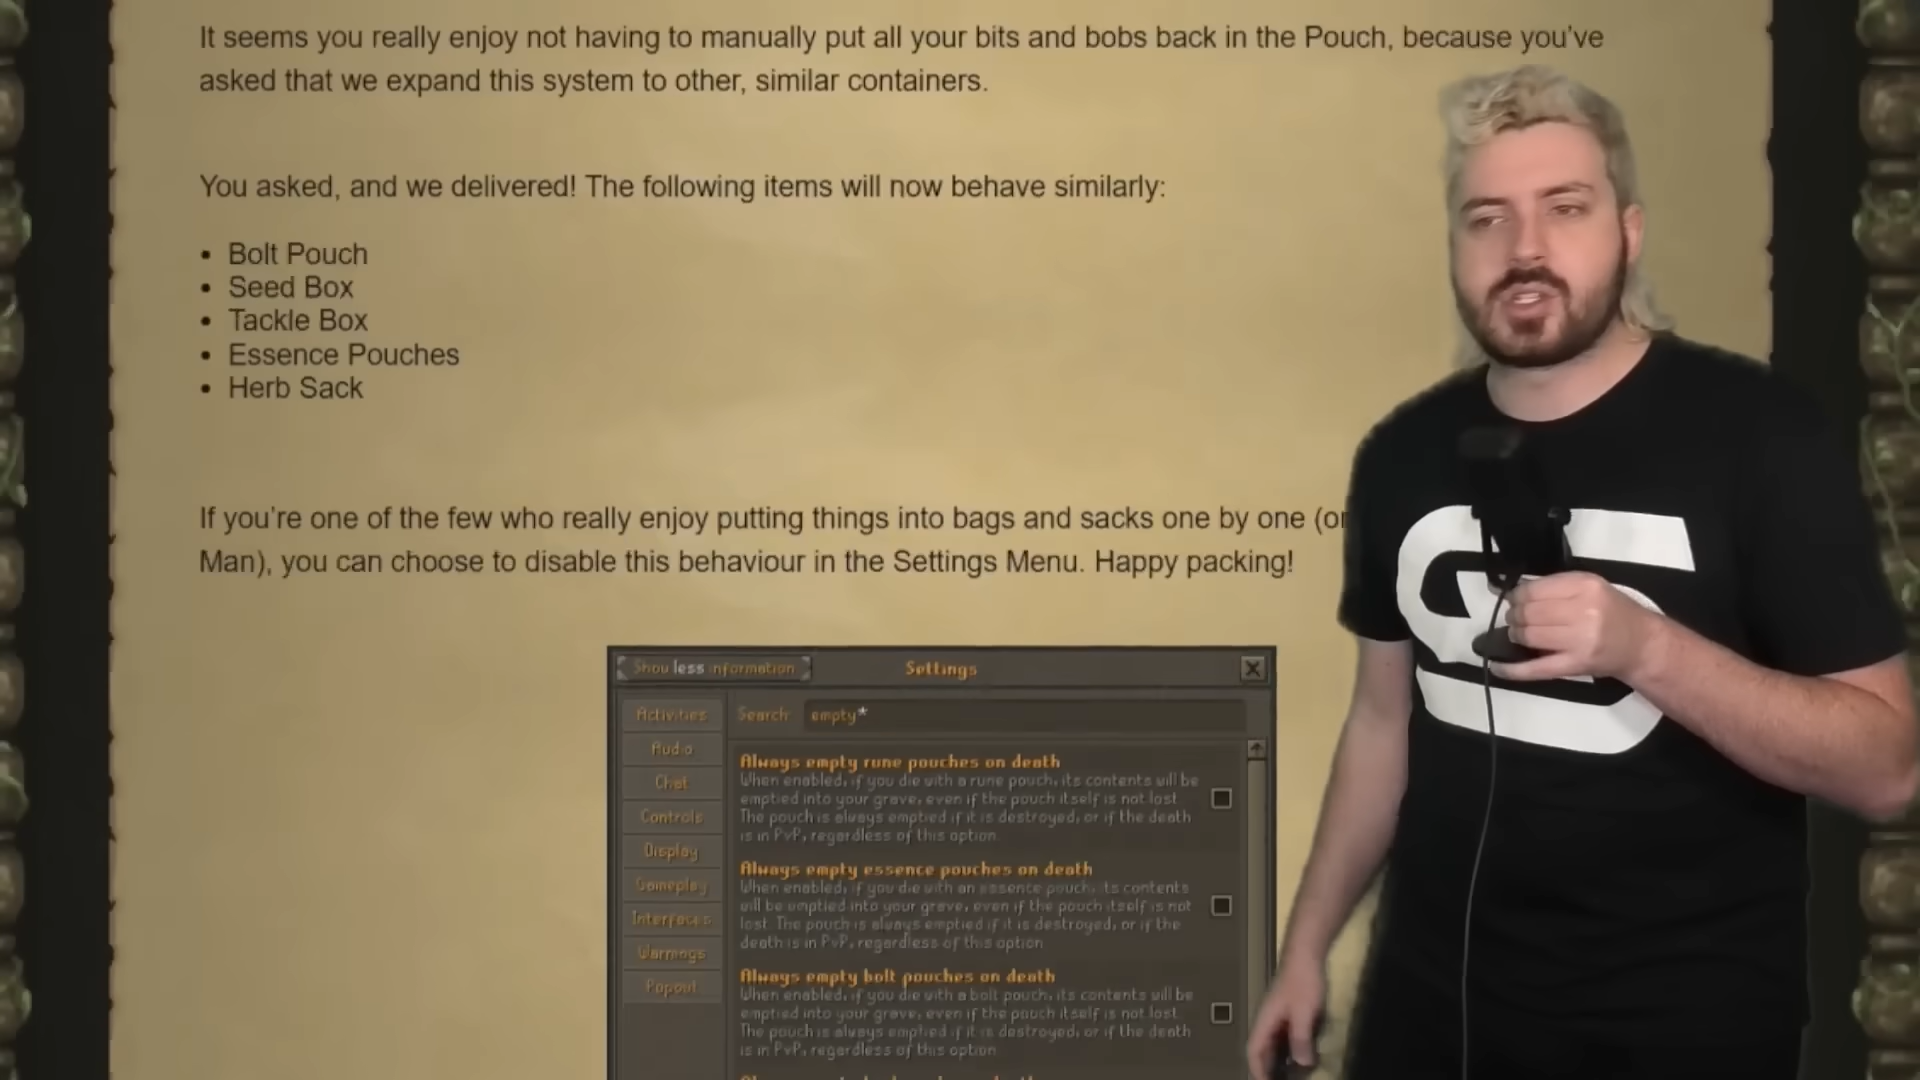 It seems you really enjoy not having to manually put all your bits and bobs back in the Pouch, because you've
asked that we expand this system to other, similar containers.
You asked, and we delivered! The following items will now behave similarly:
• Bolt Pouch
• Seed Box
• Tackle Box
• Essence Pouches
• Herb Sack
If you're one of the few who really enjoy putting things into bags and sacks one by one (or
Man), you can choose to disable this behaviour in the Settings Menu. Happy packing!
Show less information
Settings
Activities
Search
empty*
Audio
Chat
Controls
Display
Gameplay
Interfaces
Warnings
Popout
Always empty rune pouches on death
When enabled, if you die with a rune pouch, its contents will be
emptied into your grave, even if the pouch itself is not lost.
The pouch is always emptied if it is destroyed, or if the death
is in PvP, regardless of this option.
Always empty essence pouches on death
When enabled, if you die with an essence pouch, its contents
will be emptied into your grave, even if the pouch itself is not
lost. The pouch is always emptied if it is destroyed, or if the
death is in PvP, regardless of this option
Always empty bolt pouches on death
When enabled, if you die with a bolt pouch, its contents will be
emptied into your grave, even if the pouch itself is not lost.
The pouch is always emptied if it is destroyed, or if the death
is in PvP, regardless of this option